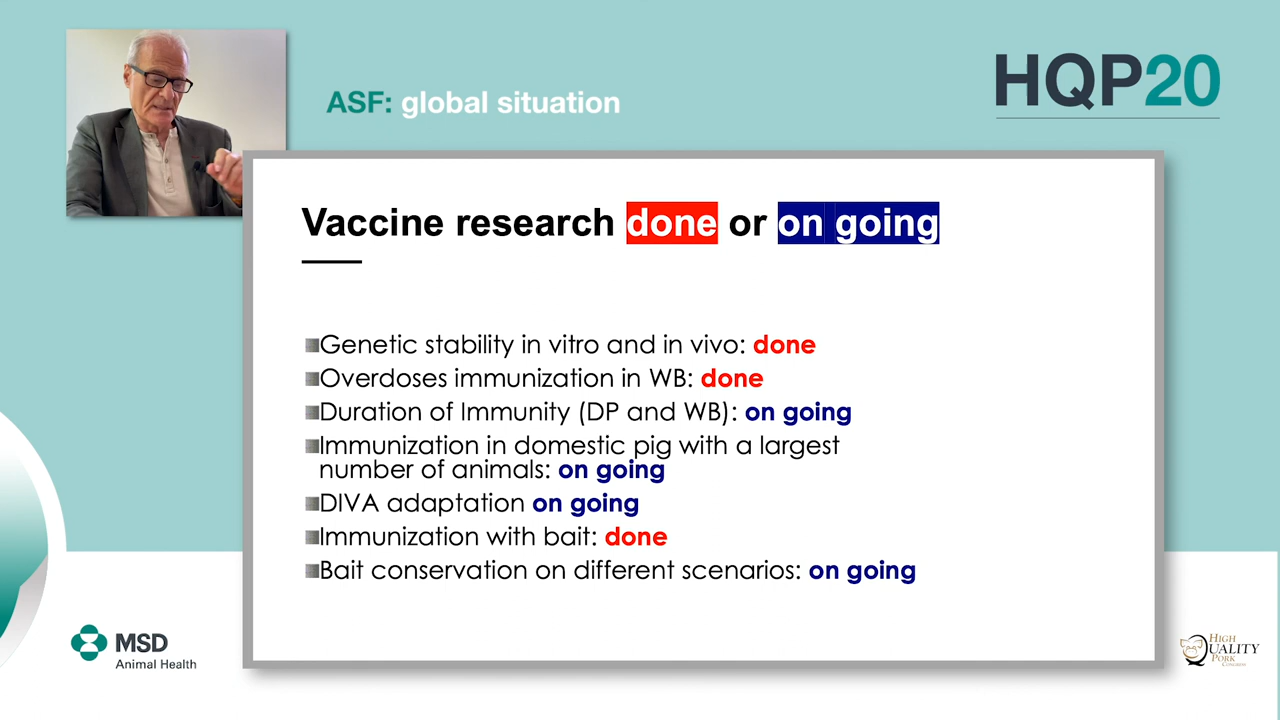 ASF: global situation
HQP20
Vaccine research done or on going
Genetic stability in vitro and in vivo: done
Overdoses immunization in WB: done
Duration of Immunity (DP and WB): on going
Immunization in domestic pig with a largest
number of animals: on going
DIVA adaptation on going
Immunization with bait: done
Bait conservation on different scenarios: on going
MSD
Animal Health
HIGH
QUALITY
PORK
CONGRESS